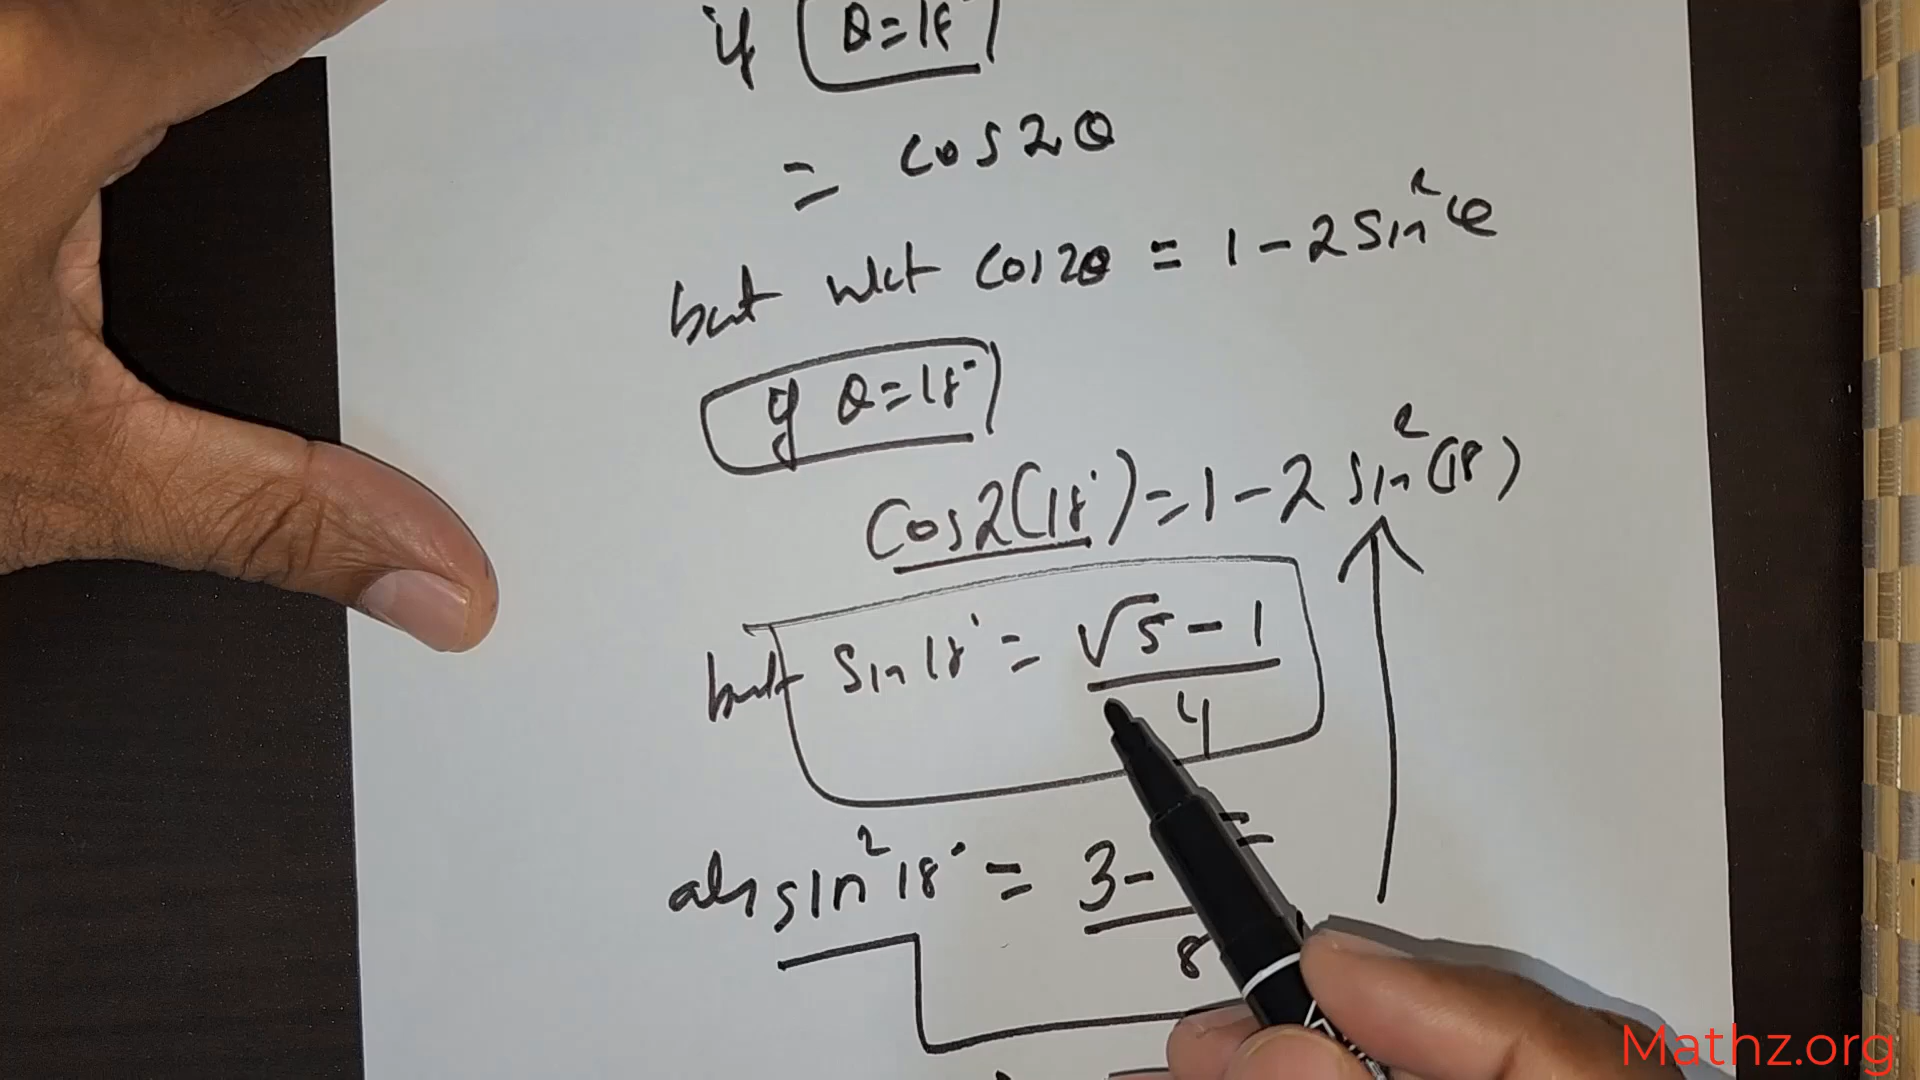 if θ=18
= cos2θ
but wkt cos2θ = 1-2sin²θ
if θ=18°
cos2(18°)=1-2sin²(18)
but sin18° = √5-1
4
sin²18° = 3-
8
Mathz.org